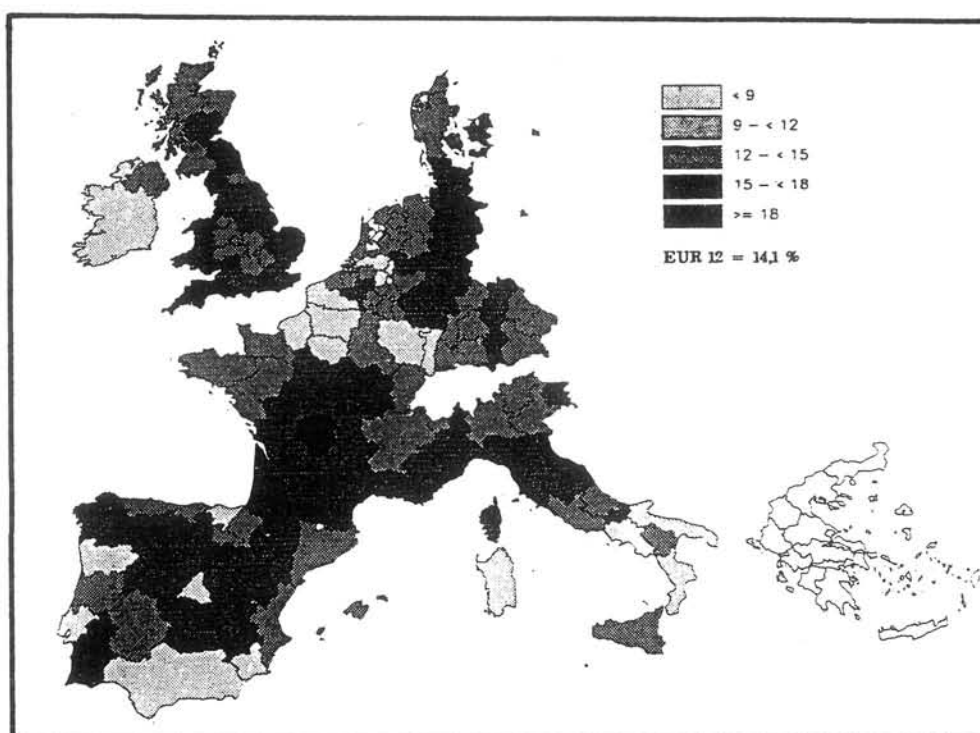 < 9
9 – < 12
12 – < 15
15 – < 18
>= 18
EUR 12 = 14,1 %